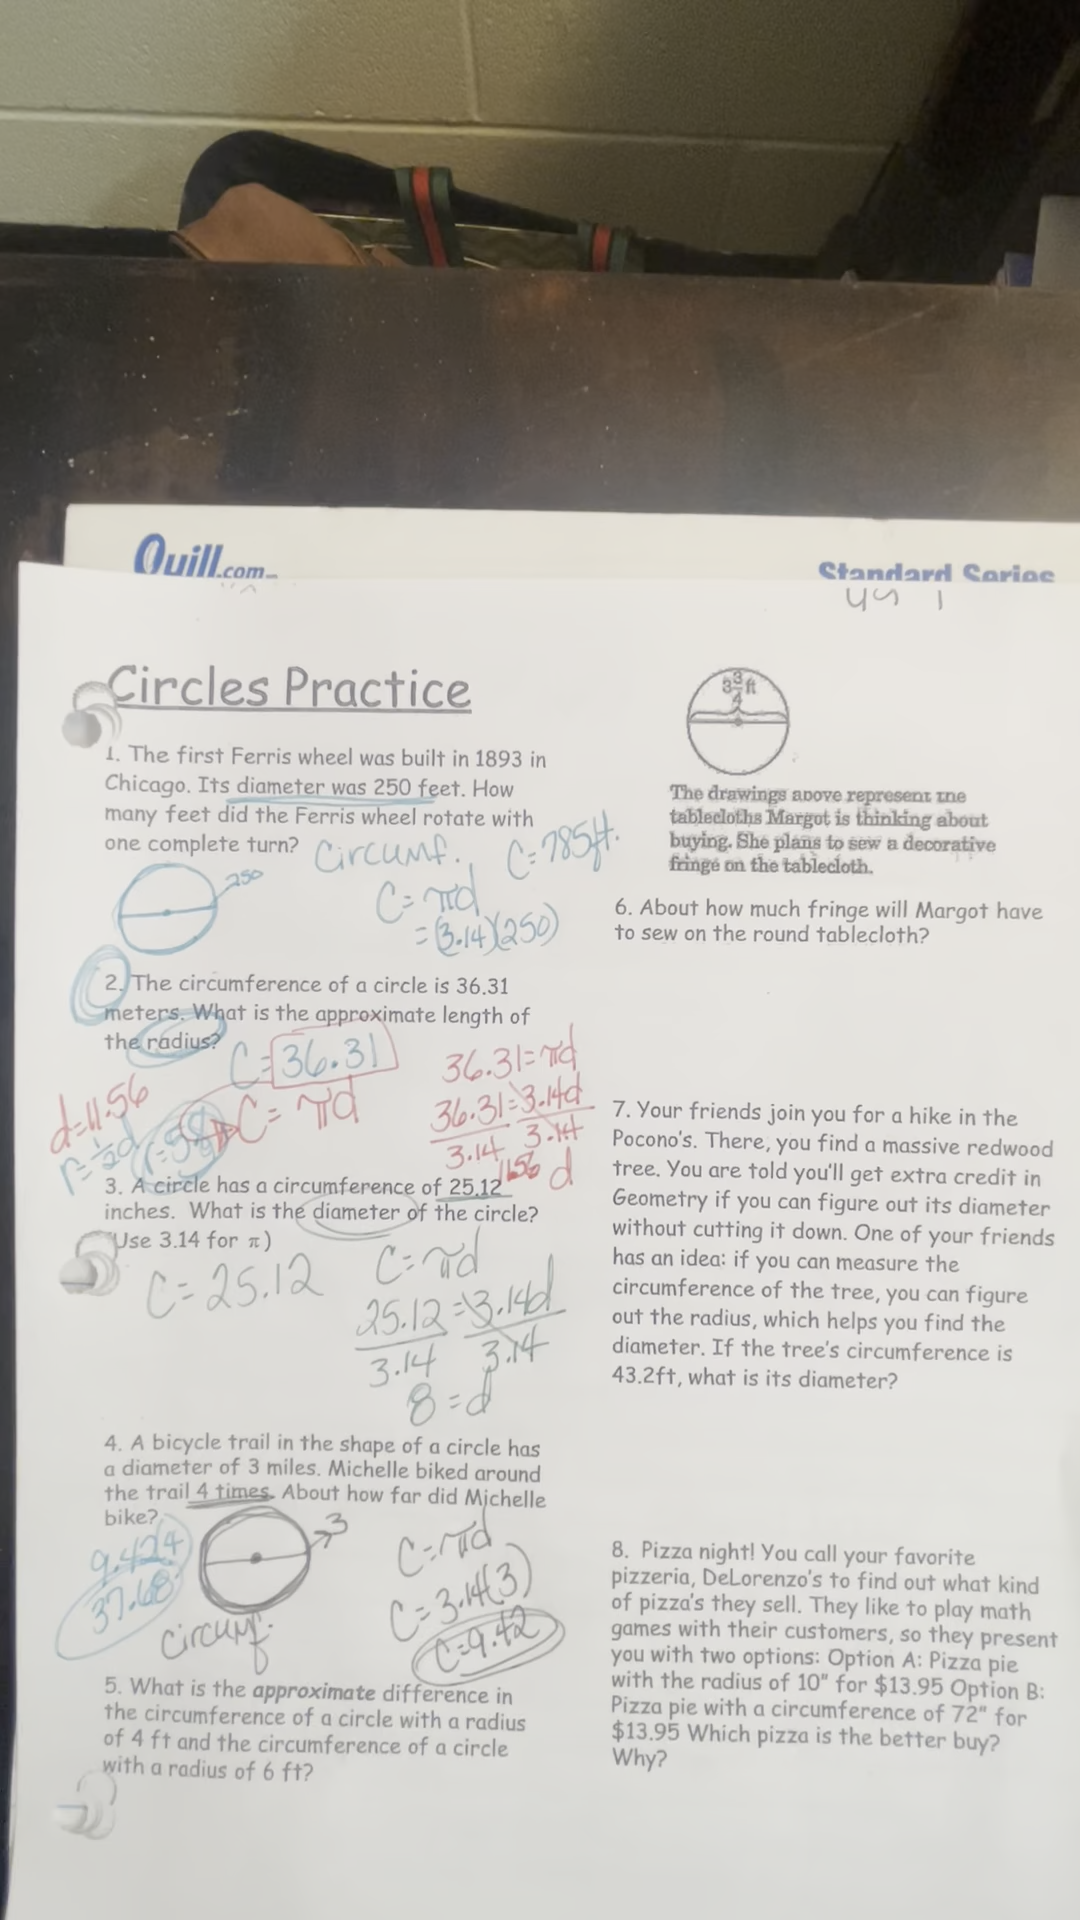 Quill.com
Standard Series
Circles Practice
1. The first Ferris wheel was built in 1893 in
Chicago. Its diameter was 250 feet. How
many feet did the Ferris wheel rotate with
one complete turn? Circumf. C=785ft.
250
C=πd
=(3.14)(250)
2. The circumference of a circle is 36.31
meters. What is the approximate length of
the radius?
C=36.31
C=πd
36.31=πd
36.31=3.14d
3.14 3.14
11.56 d
d=11.56
r=½d
3. A circle has a circumference of 25.12
inches. What is the diameter of the circle?
Use 3.14 for π)
C=25.12
C=πd
25.12=3.14d
3.14 3.14
8=d
4. A bicycle trail in the shape of a circle has
a diameter of 3 miles. Michelle biked around
the trail 4 times. About how far did Michelle
bike?
3
circumf.
C=πd
C=3.14(3)
C=9.42
37.68
5. What is the approximate difference in
the circumference of a circle with a radius
of 4 ft and the circumference of a circle
with a radius of 6 ft?
3 3/4 ft
The drawings above represent the
tablecloths Margot is thinking about
buying. She plans to sew a decorative
fringe on the tablecloth.
6. About how much fringe will Margot have
to sew on the round tablecloth?
7. Your friends join you for a hike in the
Pocono's. There, you find a massive redwood
tree. You are told you'll get extra credit in
Geometry if you can figure out its diameter
without cutting it down. One of your friends
has an idea: if you can measure the
circumference of the tree, you can figure
out the radius, which helps you find the
diameter. If the tree's circumference is
43.2ft, what is its diameter?
8. Pizza night! You call your favorite
pizzeria, DeLorenzo's to find out what kind
of pizza's they sell. They like to play math
games with their customers, so they present
you with two options: Option A: Pizza pie
with the radius of 10" for $13.95 Option B:
Pizza pie with a circumference of 72" for
$13.95 Which pizza is the better buy?
Why?